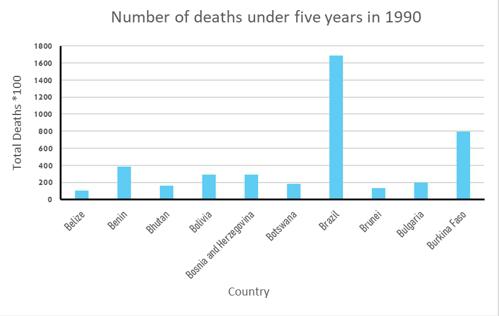 Number of deaths under five years in 1990
Total Deaths *100
1800
1600
1400
1200
1000
800
600
400
200
0
Belize
Benin
Bhutan
Bolivia
Bosnia and Herzegovina
Botswana
Brazil
Brunei
Bulgaria
Burkina Faso
Country